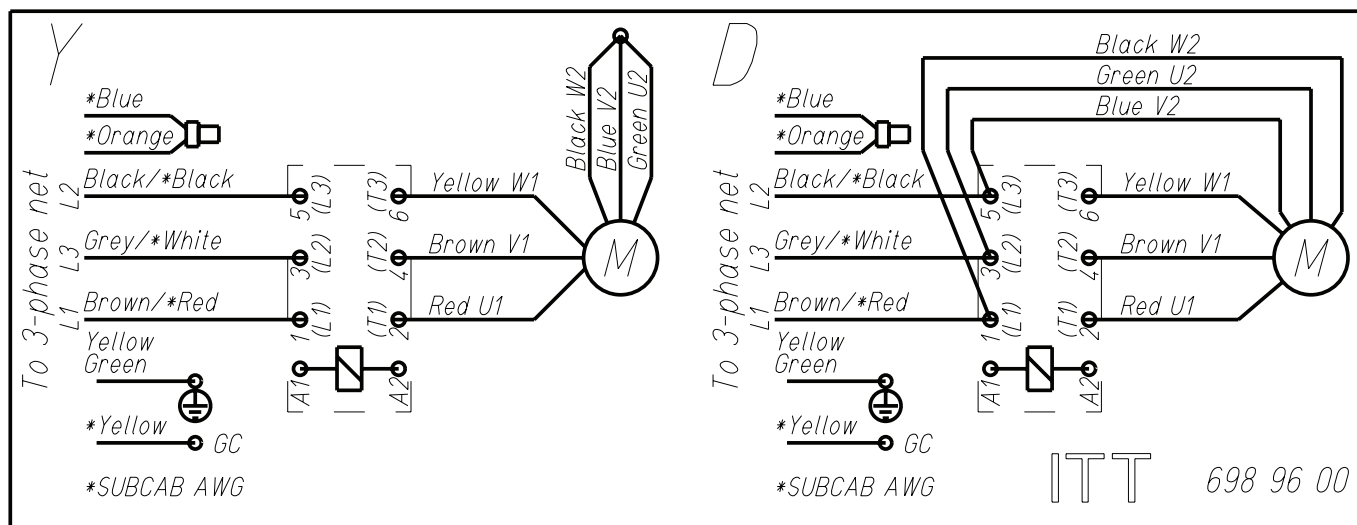 Y
*Blue
*Orange
To 3-phase net
L2
Black/*Black
L3
Grey/*White
L1
Brown/*Red
Yellow
Green
*Yellow
GC
*SUBCAB AWG
5
(L3)
3
(L2)
1
(L1)
(T3)
6
(T2)
4
(T1)
2
A1
A2
Yellow W1
Brown V1
Red U1
Black W2
Blue V2
Green U2
M
D
*Blue
*Orange
To 3-phase net
L2
Black/*Black
L3
Grey/*White
L1
Brown/*Red
Yellow
Green
*Yellow
GC
*SUBCAB AWG
5
(L3)
3
(L2)
1
(L1)
(T3)
6
(T2)
4
(T1)
2
A1
A2
Black W2
Green U2
Blue V2
Yellow W1
Brown V1
Red U1
M
ITT
698 96 00